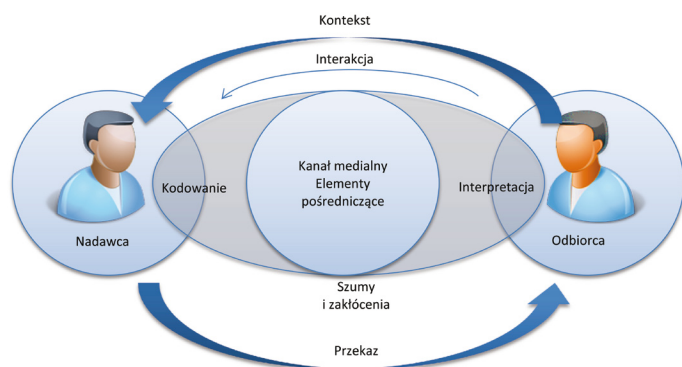 Kontekst
Interakcja
Kanał medialny
Elementy
pośredniczące
Kodowanie
Interpretacja
Nadawca
Odbiorca
Szumy
i zakłócenia
Przekaz